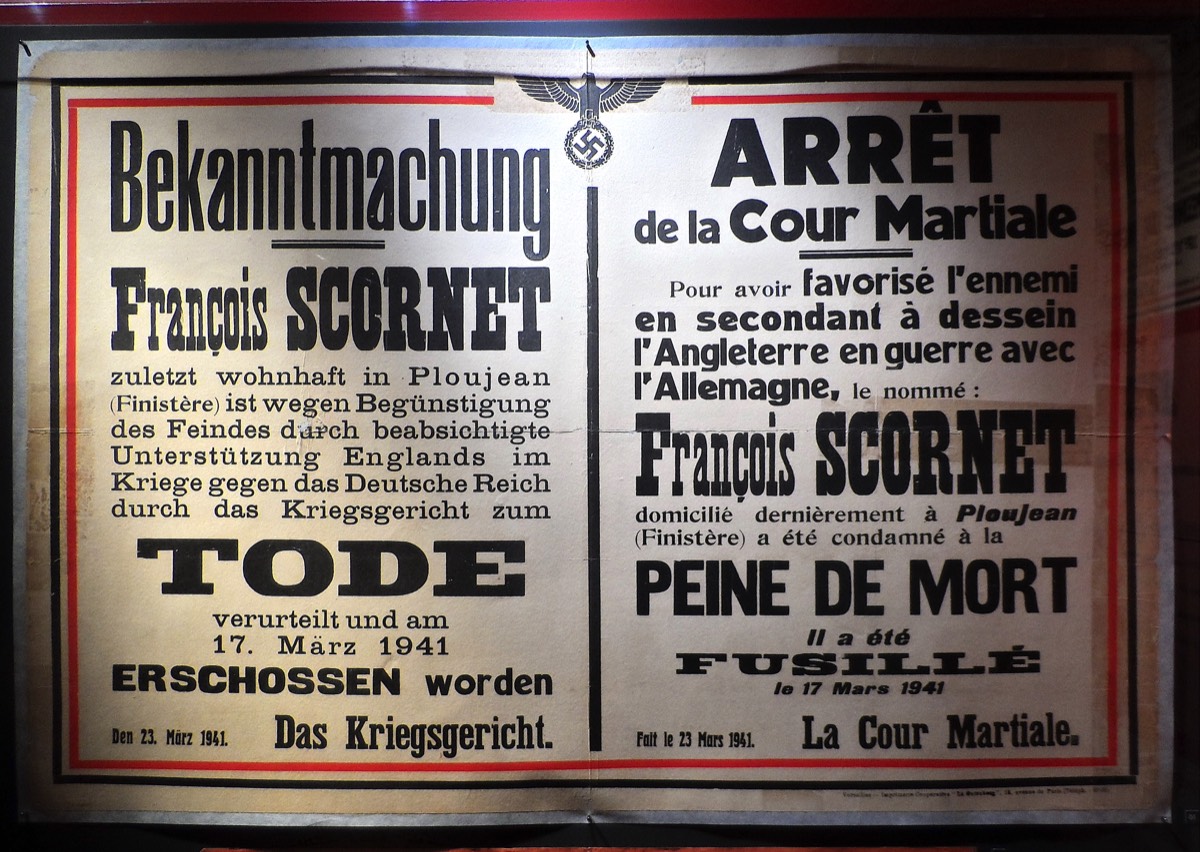 Bekanntmachung
François SCORNET
zuletzt wohnhaft in Ploujean
(Finistère) ist wegen Begünstigung
des Feindes durch beabsichtigte
Unterstützung Englands im
Kriege gegen das Deutsche Reich
durch das Kriegsgericht zum
TODE
verurteilt und am
17. März 1941
ERSCHOSSEN worden
Den 23. März 1941. Das Kriegsgericht.
ARRÊT
de la Cour Martiale
Pour avoir favorisé l'ennemi
en secondant à dessein
l'Angleterre en guerre avec
l'Allemagne, le nommé :
François SCORNET
domicilié dernièrement à Ploujean
(Finistère) a été condamné à la
PEINE DE MORT
Il a été
FUSILLÉ
le 17 Mars 1941
Fait le 23 Mars 1941. La Cour Martiale.